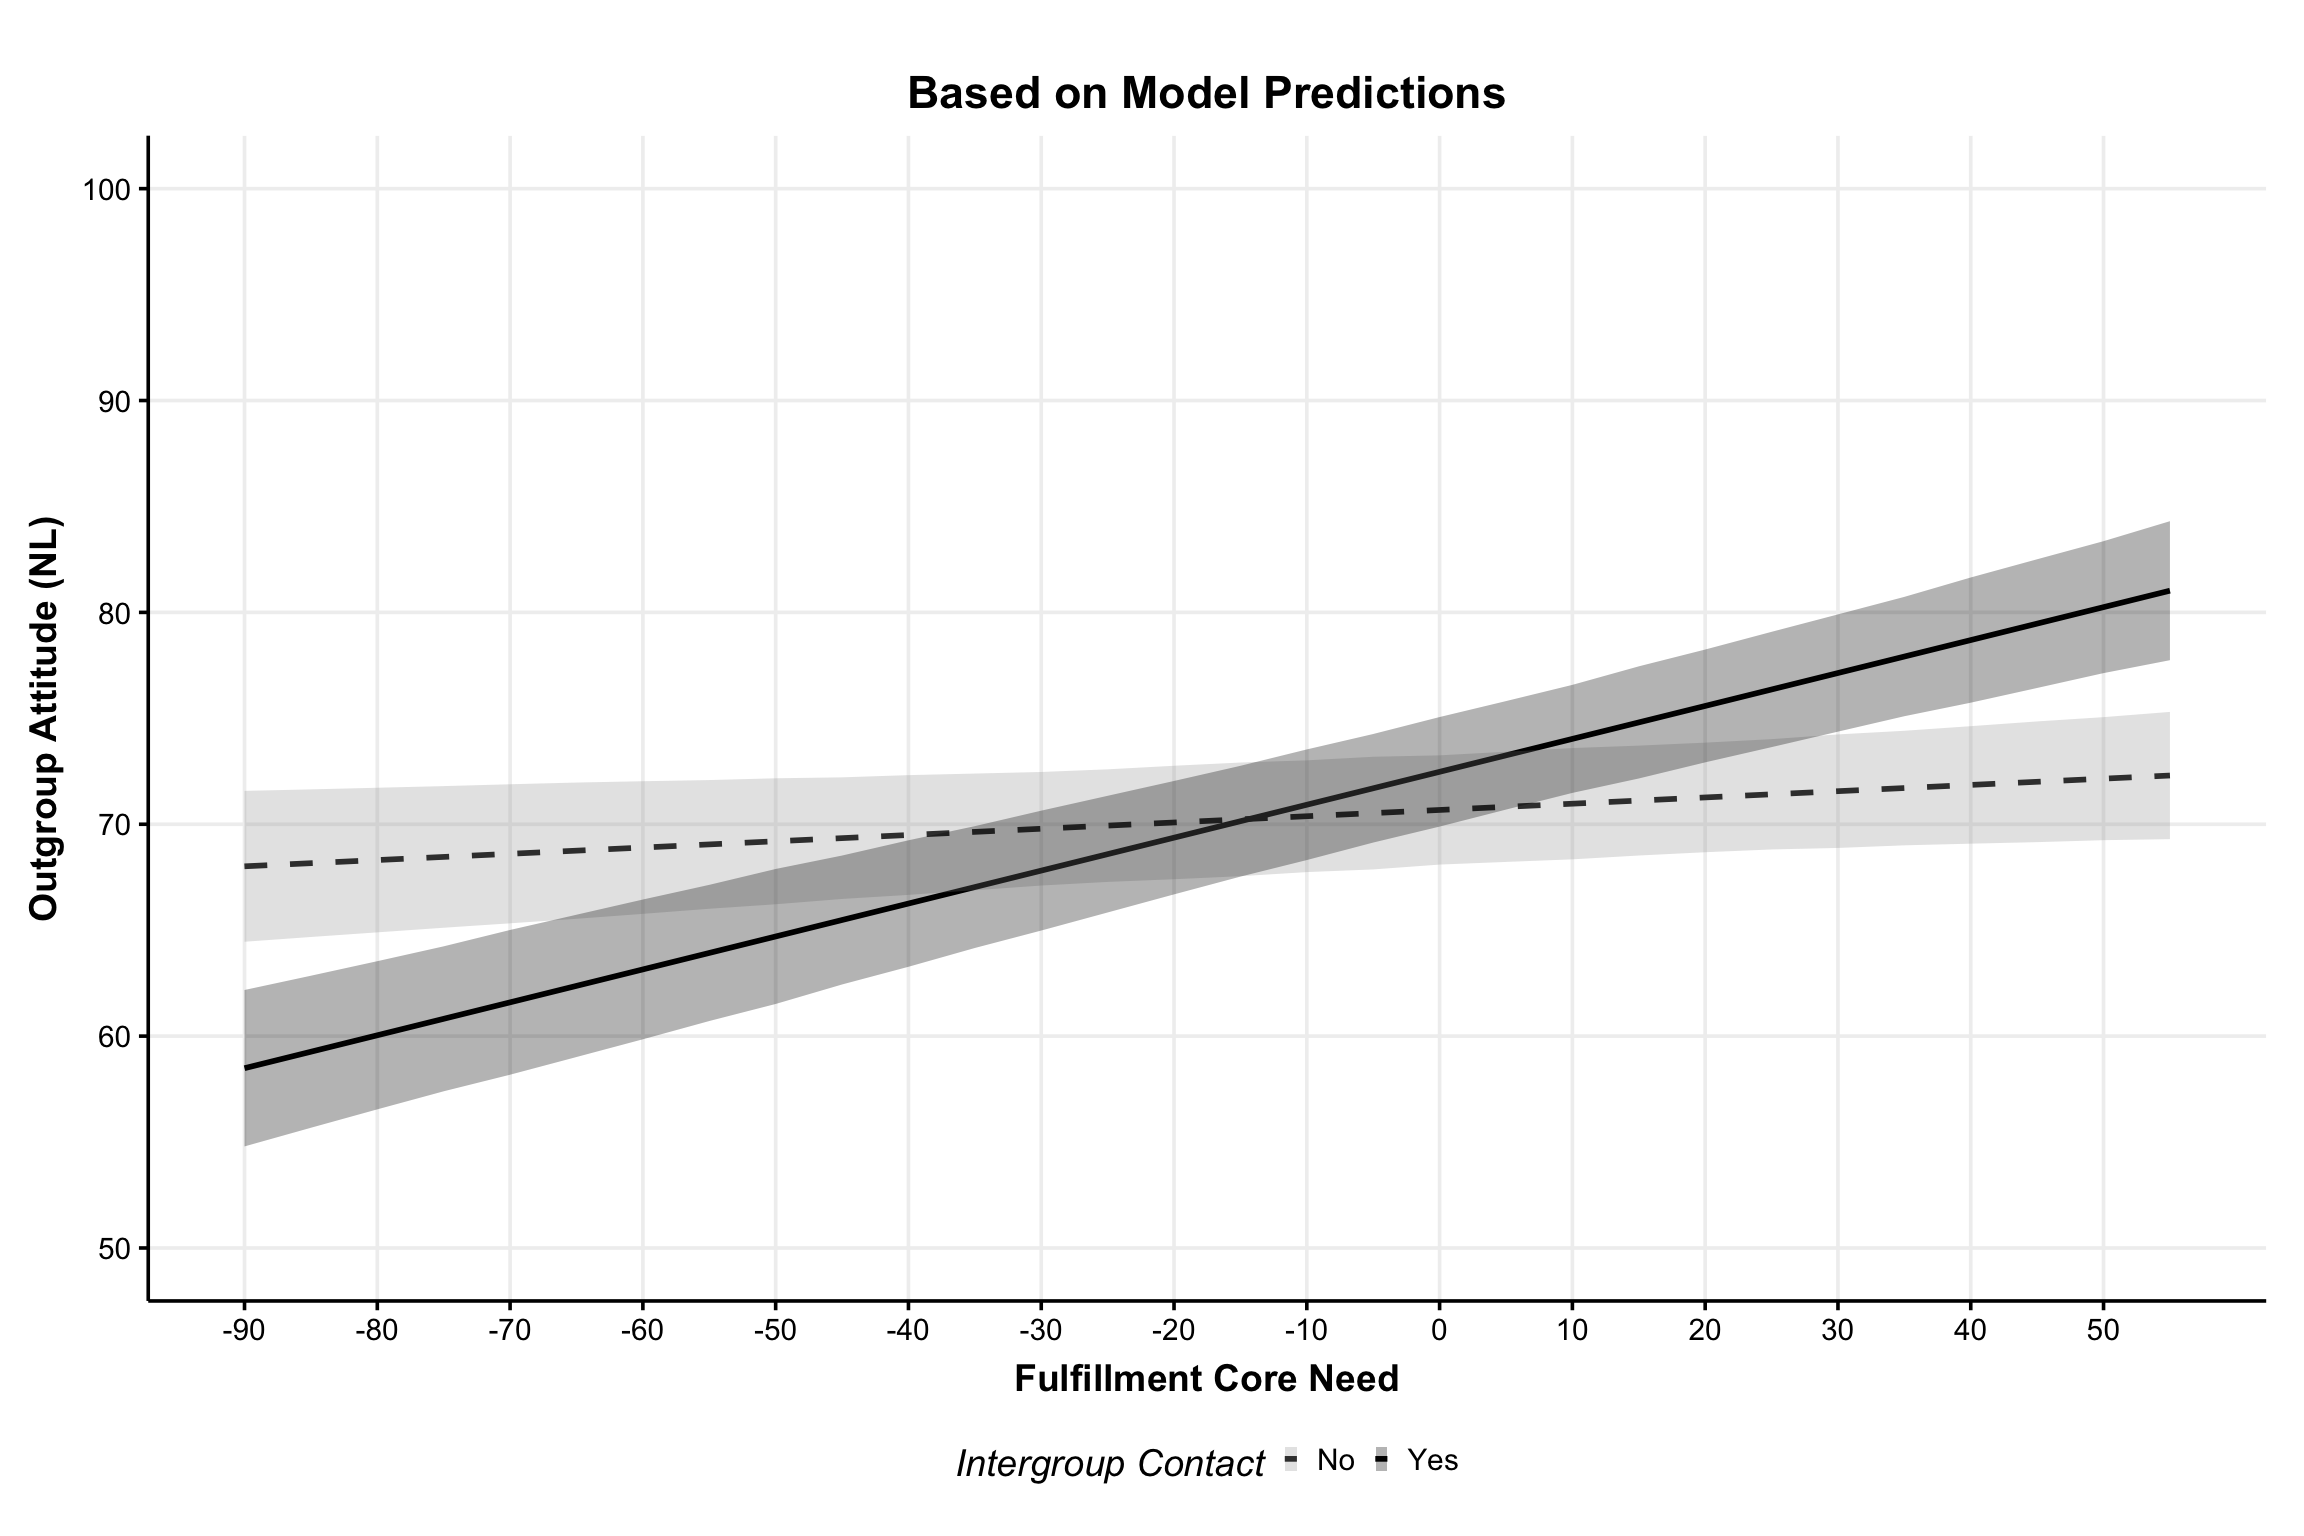 Based on Model Predictions
Outgroup Attitude (NL)
100
90
80
70
60
50
-90 -80 -70 -60 -50 -40 -30 -20 -10 0 10 20 30 40 50
Fulfillment Core Need
Intergroup Contact No Yes